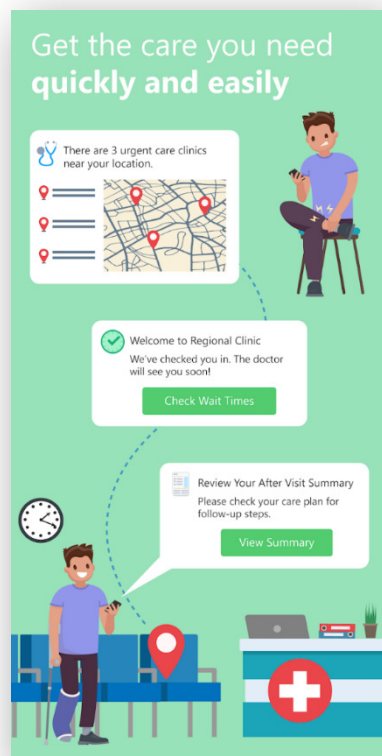 Get the care you need
quickly and easily
There are 3 urgent care clinics
near your location.
Welcome to Regional Clinic
We've checked you in. The doctor
will see you soon!
Check Wait Times
Review Your After Visit Summary
Please check your care plan for
follow-up steps.
View Summary